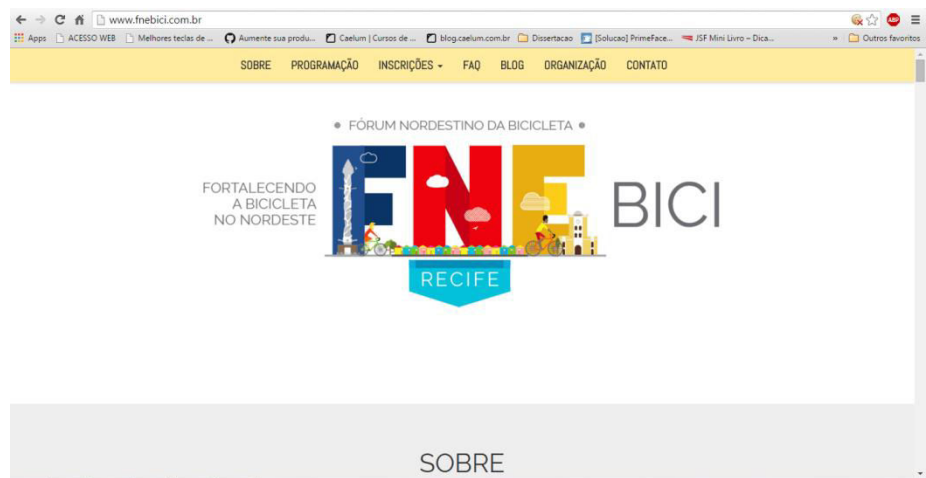 www.fnebici.com.br
Apps ACESSO WEB Melhores teclas de ... Aumente sua produ... Caelum | Cursos de ... blog.caelum.com.br Dissertacao [Solucao] PrimeFace... JSF Mini Livro – Dica... » Outros favoritos
SOBRE PROGRAMAÇÃO INSCRIÇÕES FAQ BLOG ORGANIZAÇÃO CONTATO
FÓRUM NORDESTINO DA BICICLETA
FORTALECENDO
A BICICLETA
NO NORDESTE
FNE BICI
RECIFE
SOBRE